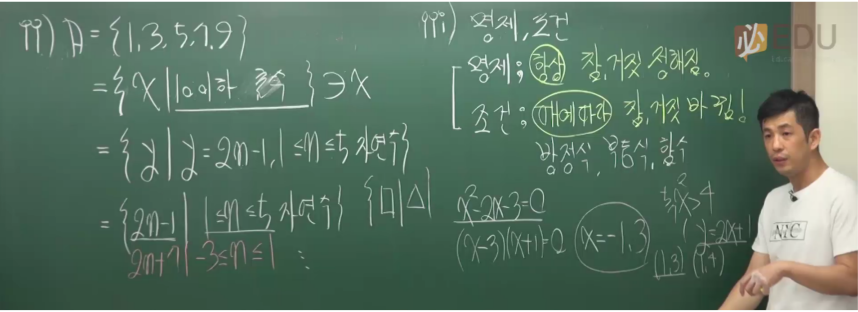 ii) A = {1, 3, 5, 7, 9}
= {x | 10이하 홀수} ∋ x
= {y | y = 2n-1, 1 ≤ n ≤ 5 자연수}
= {2n-1 | 1 ≤ n ≤ 5 자연수} {□ | △}
2n+7 | -3 ≤ n ≤ 1
⋮
iii) 명제, 조건
명제 ; 항상 참, 거짓 정해짐.
조건 ; 때에따라 참, 거짓 바뀜!
방정식, 부등식, 함수
x²-2x-3=0
(x-3)(x+1)=0
x=-1, 3
x²>4
y=2x+1
(1,3) (1,4)
必 EDU
NYC